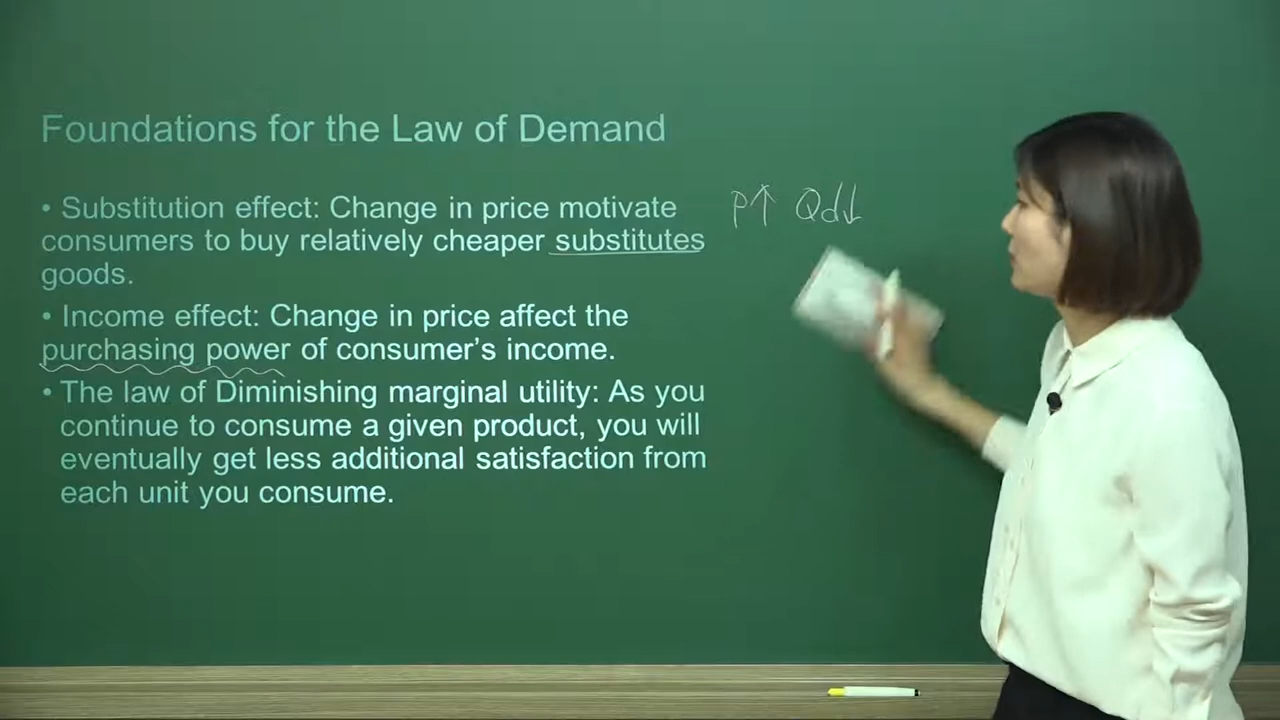 Foundations for the Law of Demand
• Substitution effect: Change in price motivate
consumers to buy relatively cheaper substitutes
goods.
P↑ Qd↓
• Income effect: Change in price affect the
purchasing power of consumer's income.
• The law of Diminishing marginal utility: As you
continue to consume a given product, you will
eventually get less additional satisfaction from
each unit you consume.